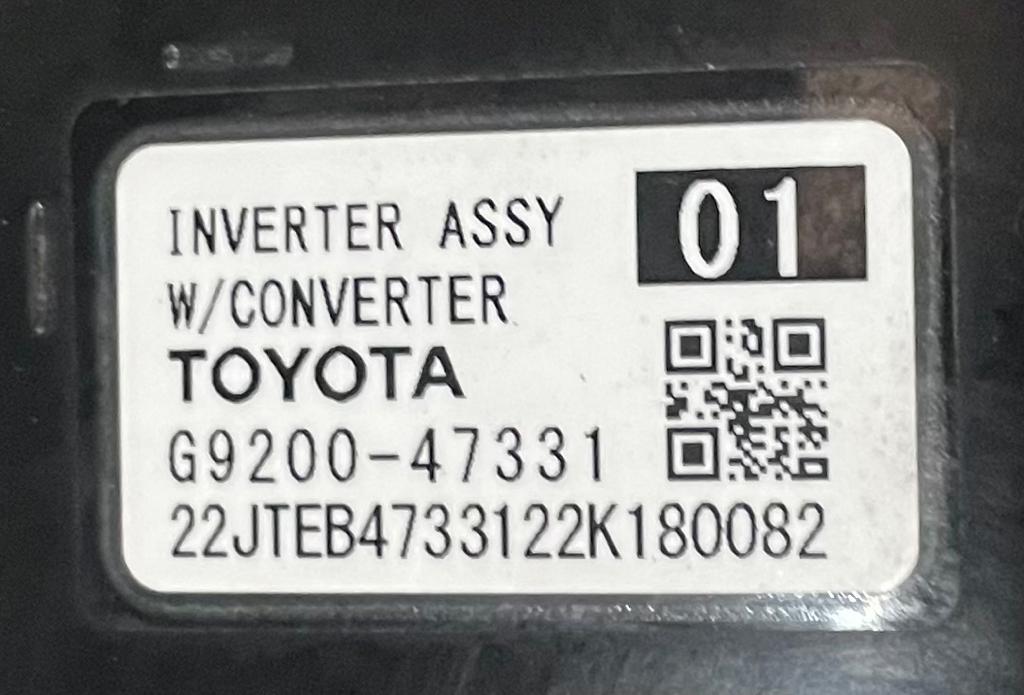 INVERTER ASSY
01
W/CONVERTER
TOYOTA
G9200-47331
22JTEB4733122K180082